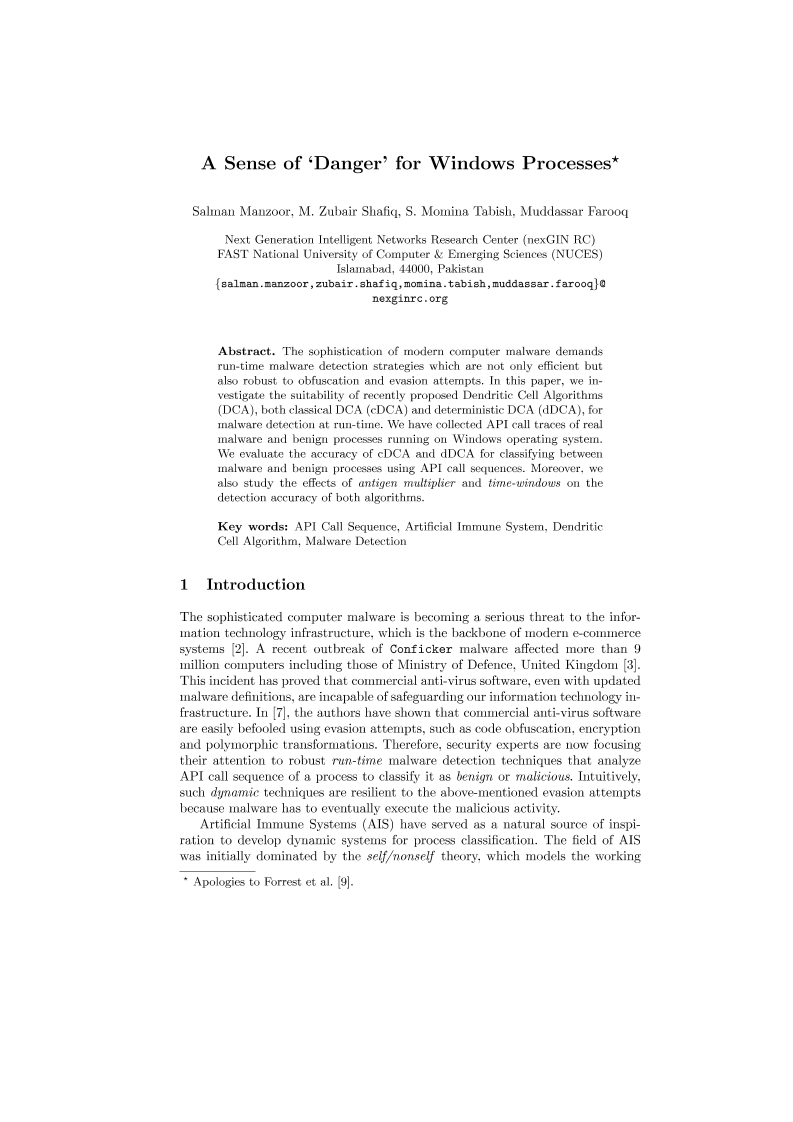 A Sense of ‘Danger’ for Windows Processes⋆
Salman Manzoor, M. Zubair Shafiq, S. Momina Tabish, Muddassar Farooq
Next Generation Intelligent Networks Research Center (nexGIN RC)
FAST National University of Computer & Emerging Sciences (NUCES)
Islamabad, 44000, Pakistan
{salman.manzoor,zubair.shafiq,momina.tabish,muddassar.farooq}@
nexginrc.org
Abstract. The sophistication of modern computer malware demands
run-time malware detection strategies which are not only efficient but
also robust to obfuscation and evasion attempts. In this paper, we in-
vestigate the suitability of recently proposed Dendritic Cell Algorithms
(DCA), both classical DCA (cDCA) and deterministic DCA (dDCA), for
malware detection at run-time. We have collected API call traces of real
malware and benign processes running on Windows operating system.
We evaluate the accuracy of cDCA and dDCA for classifying between
malware and benign processes using API call sequences. Moreover, we
also study the effects of antigen multiplier and time-windows on the
detection accuracy of both algorithms.
Key words: API Call Sequence, Artificial Immune System, Dendritic
Cell Algorithm, Malware Detection
1 Introduction
The sophisticated computer malware is becoming a serious threat to the infor-
mation technology infrastructure, which is the backbone of modern e-commerce
systems [2]. A recent outbreak of Conficker malware affected more than 9
million computers including those of Ministry of Defence, United Kingdom [3].
This incident has proved that commercial anti-virus software, even with updated
malware definitions, are incapable of safeguarding our information technology in-
frastructure. In [7], the authors have shown that commercial anti-virus software
are easily befooled using evasion attempts, such as code obfuscation, encryption
and polymorphic transformations. Therefore, security experts are now focusing
their attention to robust run-time malware detection techniques that analyze
API call sequence of a process to classify it as benign or malicious. Intuitively,
such dynamic techniques are resilient to the above-mentioned evasion attempts
because malware has to eventually execute the malicious activity.
Artificial Immune Systems (AIS) have served as a natural source of inspi-
ration to develop dynamic systems for process classification. The field of AIS
was initially dominated by the self/nonself theory, which models the working
⋆ Apologies to Forrest et al. [9].